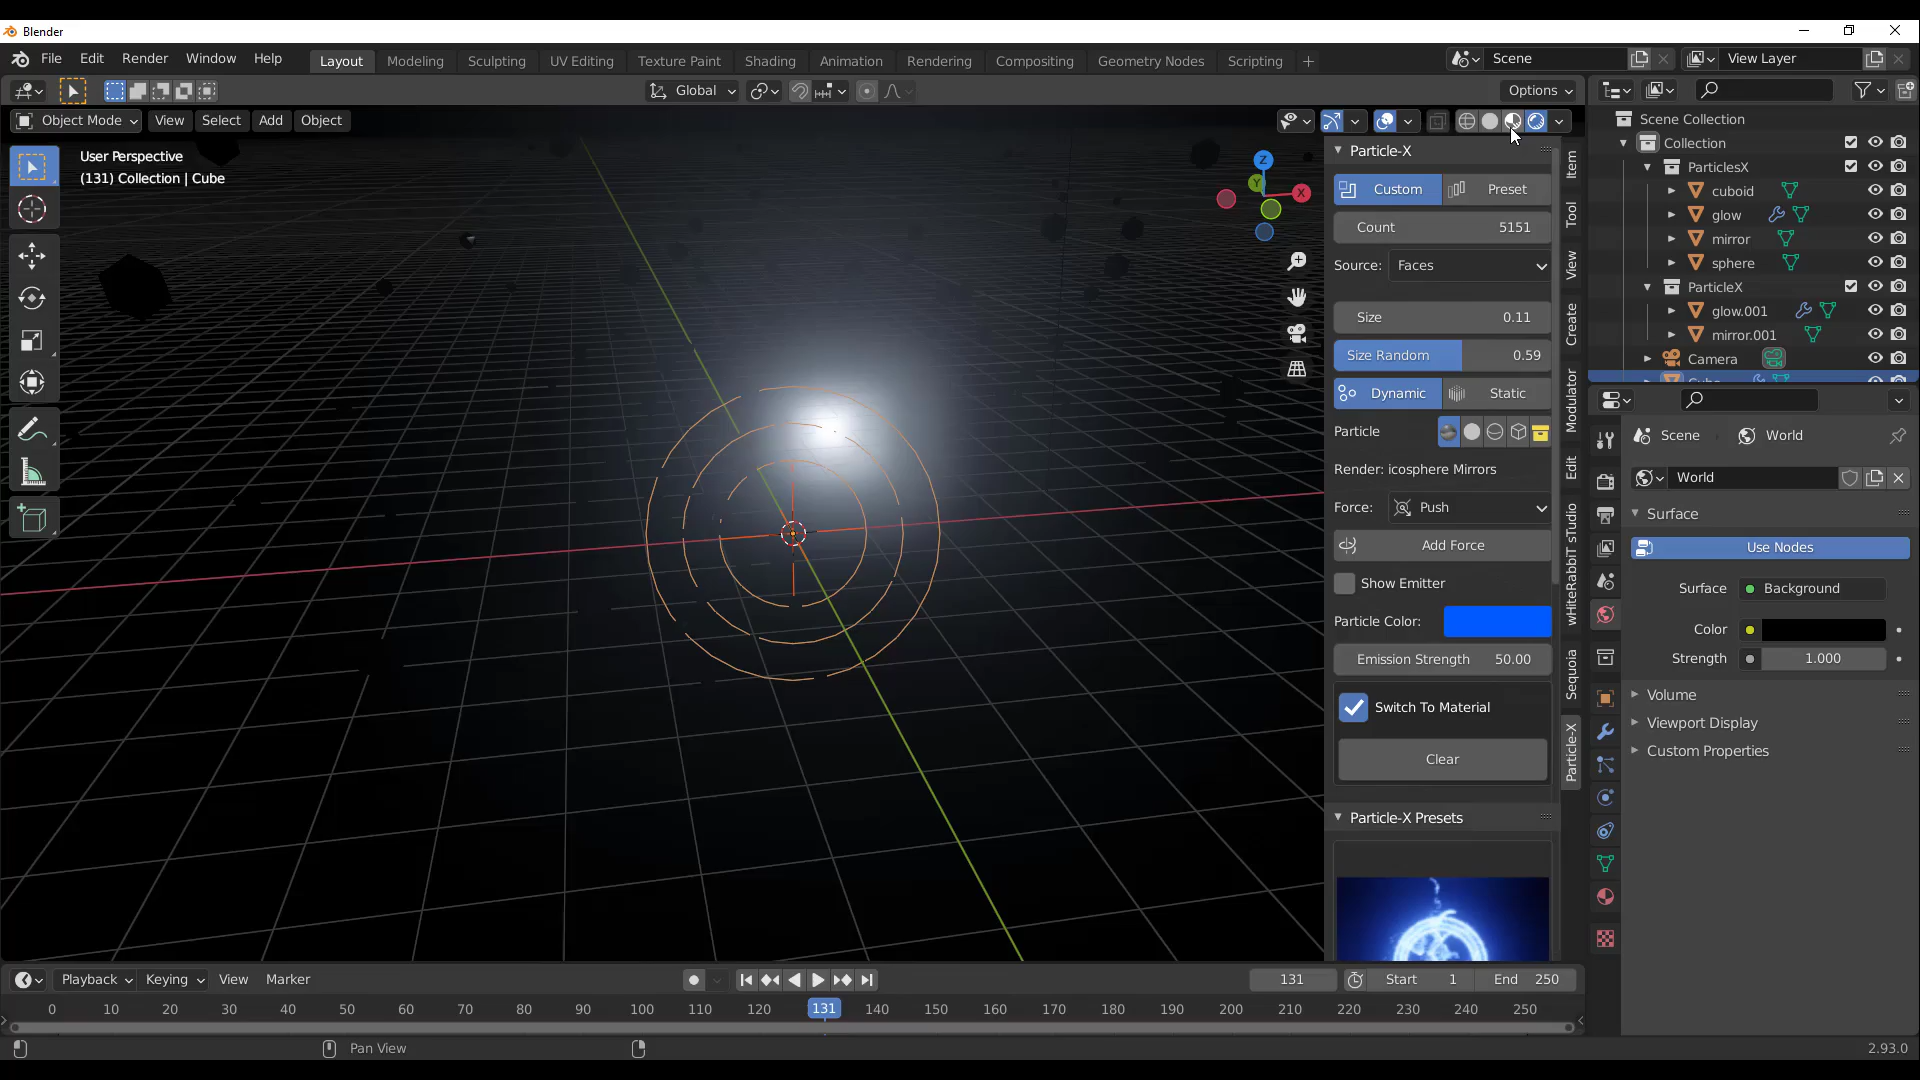 Blender
File Edit Render Window Help Layout Modeling Sculpting UV Editing Texture Paint Shading Animation Rendering Compositing Geometry Nodes Scripting + Scene View Layer
Global Options
Object Mode View Select Add Object
User Perspective
(131) Collection | Cube
Z
Y
X
Particle-X
Custom Preset
Count 5151
Source: Faces
Size 0.11
Size Random 0.59
Dynamic Static
Particle
Render: icosphere Mirrors
Force: Push
Add Force
Show Emitter
Particle Color:
Emission Strength 50.00
Switch To Material
Clear
Particle-X Presets
Item
Tool
View
Create
Modulator
Edit
wHiteRabbiT sTudio
Sequoia
Particle-X
Scene Collection
Collection
ParticlesX
cuboid
glow
mirror
sphere
ParticleX
glow.001
mirror.001
Camera
Cube
Scene World
World
Surface
Use Nodes
Surface Background
Color
Strength 1.000
Volume
Viewport Display
Custom Properties
Playback Keying View Marker 131 Start 1 End 250
0 10 20 30 40 50 60 70 80 90 100 110 120 131 140 150 160 170 180 190 200 210 220 230 240 250
Pan View 2.93.0